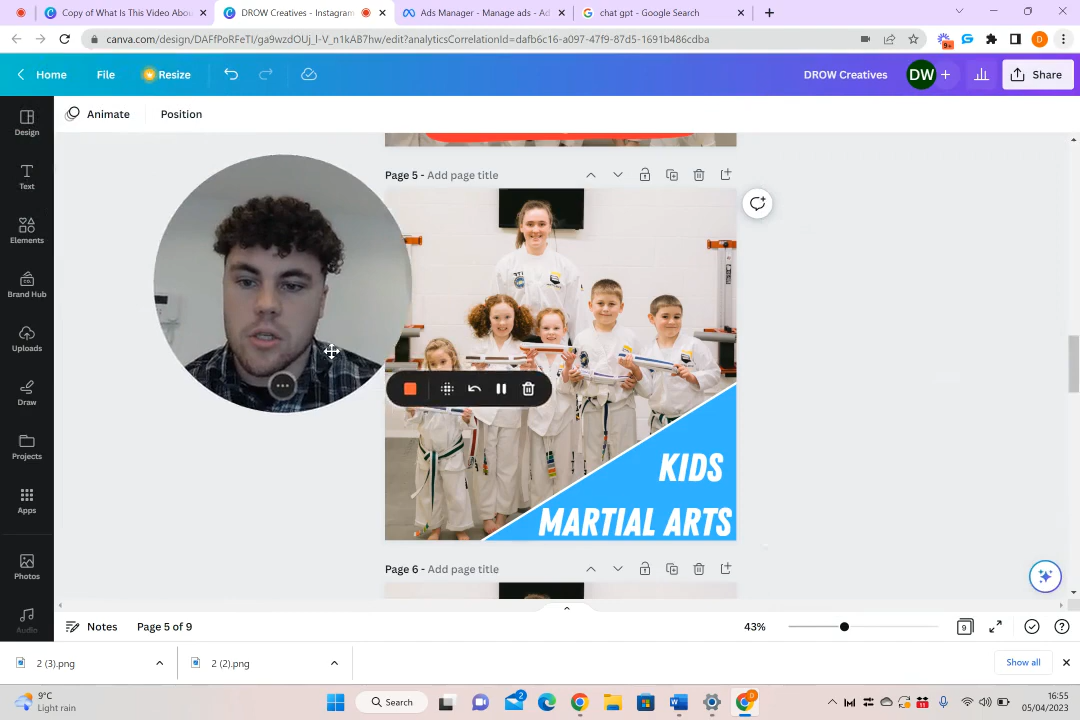 Copy of What Is This Video Abou
DROW Creatives - Instagram
Ads Manager - Manage ads - Ad
chat gpt - Google Search
canva.com/design/DAFfPoRFeTI/ga9wzdOUj_l-V_n1kAB7hw/edit?analyticsCorrelationId=dafb6c16-a097-47f9-87d5-1691b486cdba
9+
D
Home
File
Resize
DROW Creatives
DW
Share
Design
Text
Elements
Brand Hub
Uploads
Draw
Projects
Apps
Photos
Audio
Animate
Position
Page 5 - Add page title
KIDS
MARTIAL ARTS
Page 6 - Add page title
Notes
Page 5 of 9
43%
9
2 (3).png
2 (2).png
Show all
9°C
Light rain
Search
2
16:55
05/04/2023